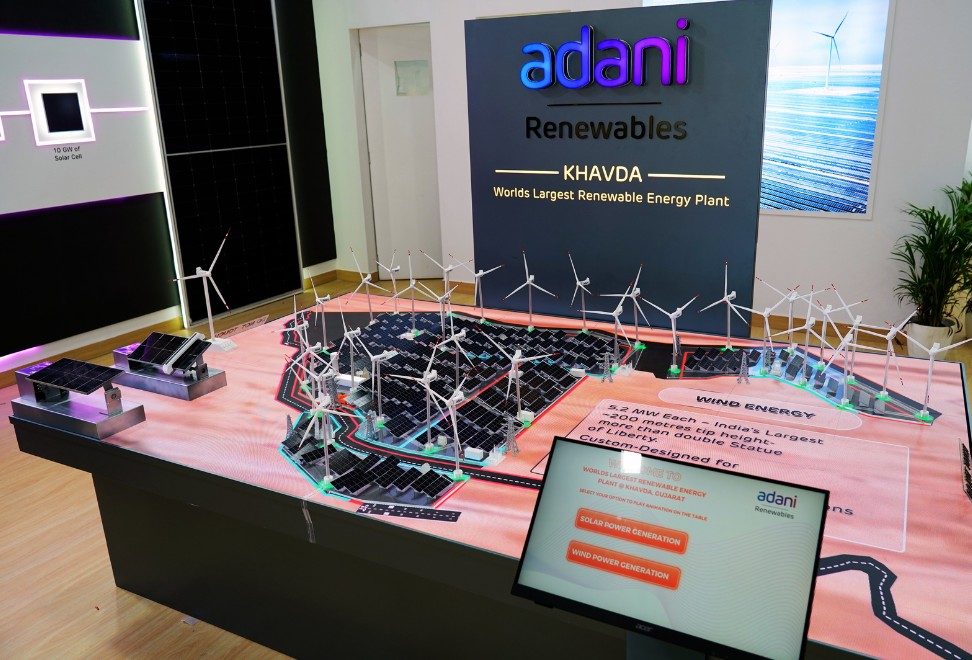 10 GW of
Solar Cell
adani
Renewables
KHAVDA
Worlds Largest Renewable Energy Plant
WIND ENERGY
5.2 MW Each - India's Largest
~200 metres tip height-
more than double Statue
of Liberty.
Custom-Designed for
WELCOME TO
WORLDS LARGEST RENEWABLE ENERGY
PLANT @ KHAVDA, GUJARAT
SELECT YOUR OPTION TO PLAY ANIMATION ON THE TABLE
SOLAR POWER GENERATION
WIND POWER GENERATION
adani
Renewables
acer